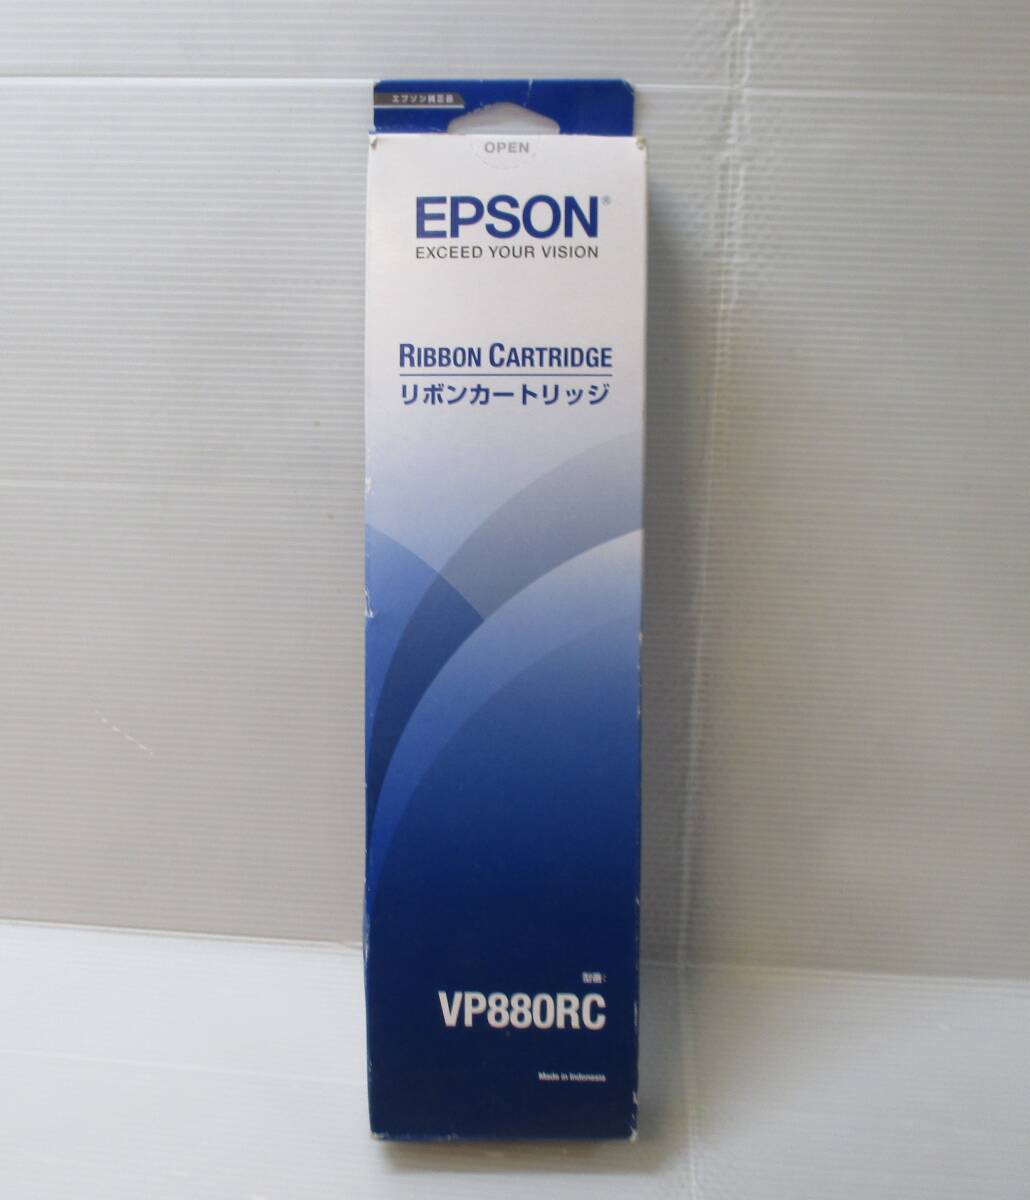 エプソン純正品
OPEN
EPSON®
EXCEED YOUR VISION
RIBBON CARTRIDGE
リボンカートリッジ
型番:
VP880RC
Made in Indonesia